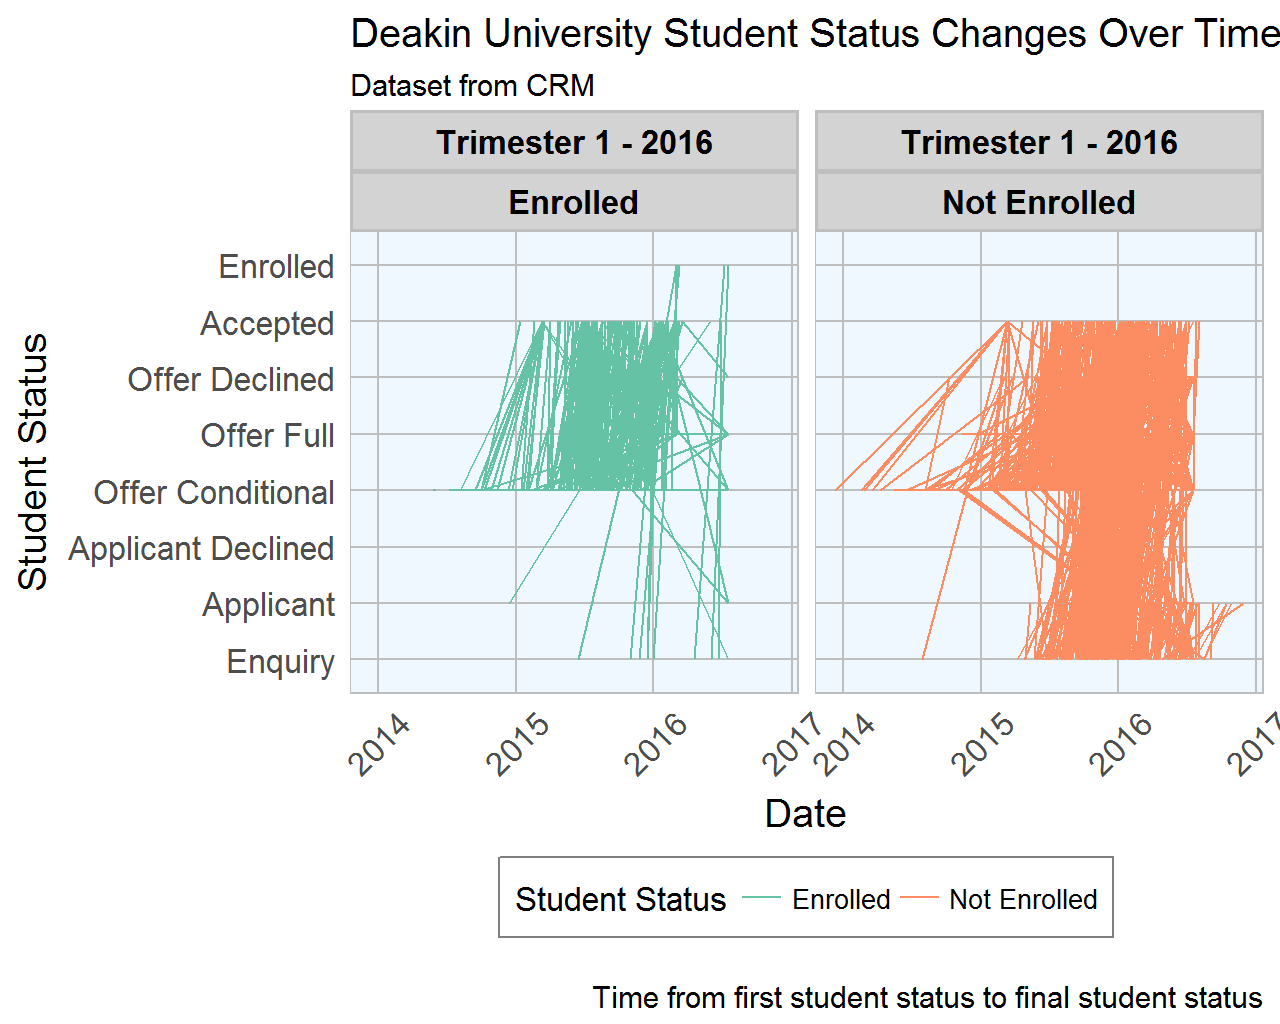 Deakin University Student Status Changes Over Time
Dataset from CRM
Trimester 1 - 2016
Trimester 1 - 2016
Enrolled
Not Enrolled
Student Status
Enrolled
Accepted
Offer Declined
Offer Full
Offer Conditional
Applicant Declined
Applicant
Enquiry
2014
2015
2016
2017
2014
2015
2016
2017
Date
Student Status Enrolled Not Enrolled
Time from first student status to final student status